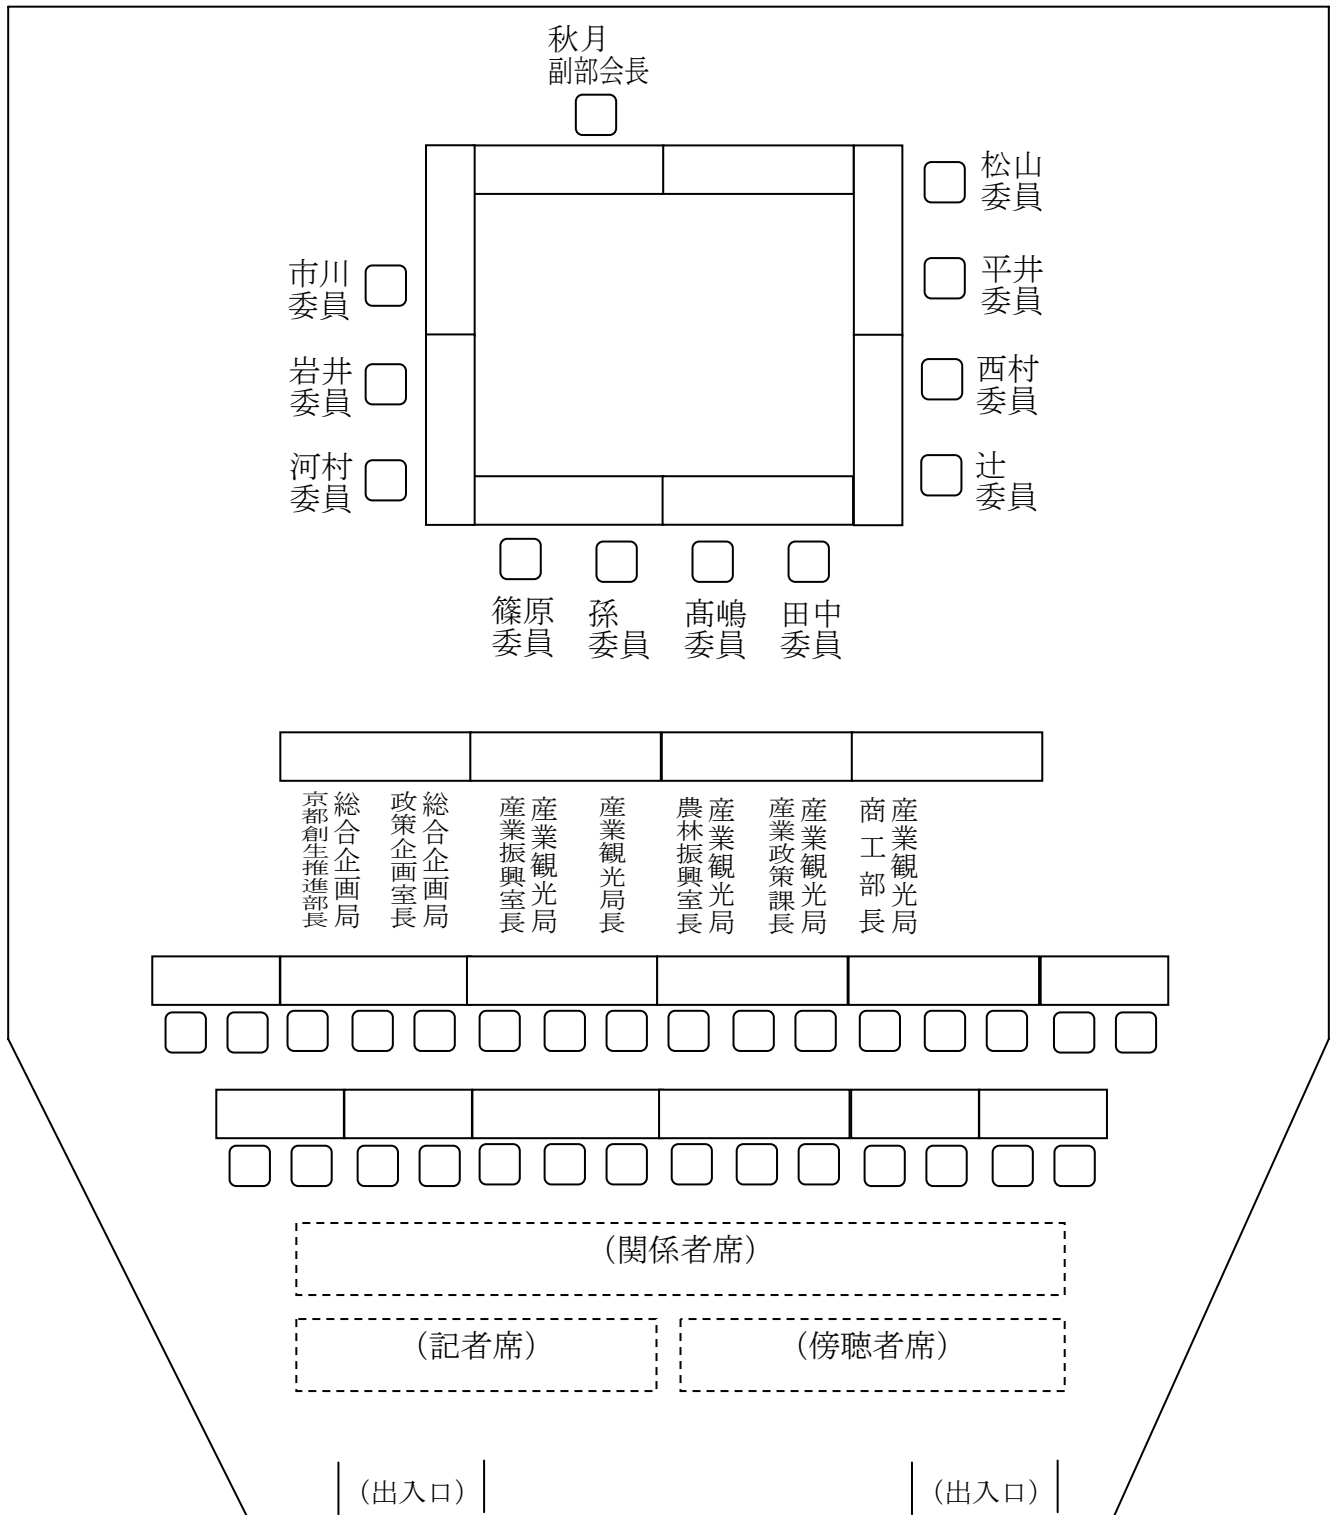 秋月
副部会長
松山
委員
市川
委員
平井
委員
岩井
委員
西村
委員
河村
委員
辻
委員
篠原
委員
孫
委員
髙嶋
委員
田中
委員
総合企画局
京都創生推進部長
総合企画局
政策企画室長
産業観光局
産業振興室長
産業観光局長
産業観光局
農林振興室長
産業観光局
産業政策課長
産業観光局
商工部長
（関係者席）
（記者席）
（傍聴者席）
（出入口）
（出入口）